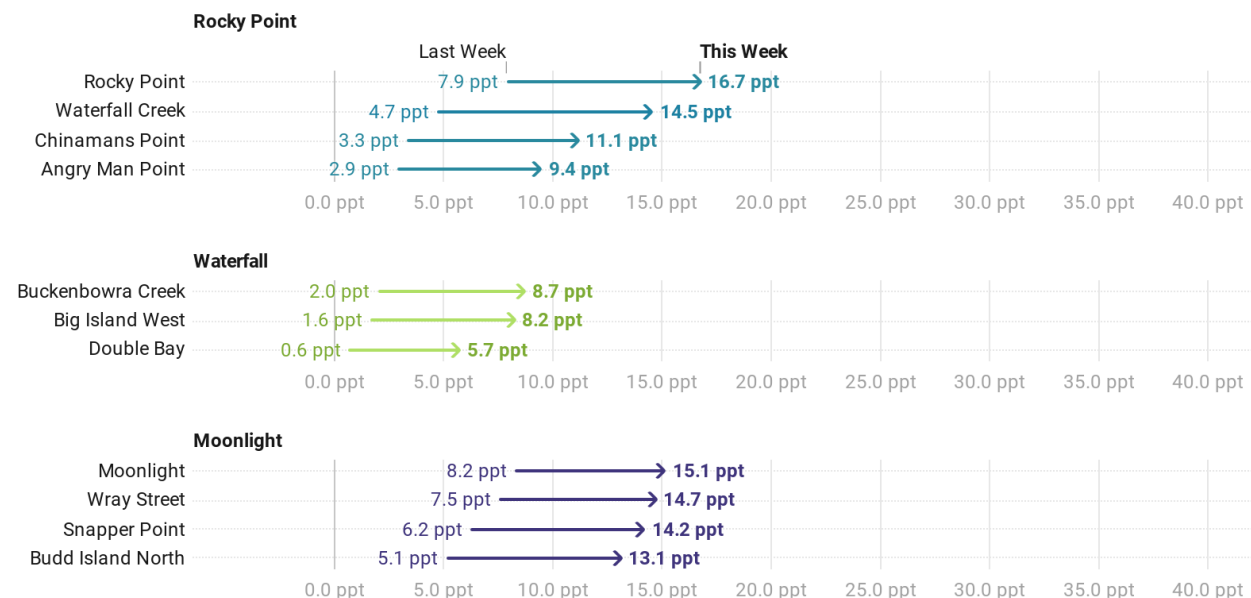 Rocky Point
Last Week This Week
Rocky Point 7.9 ppt 16.7 ppt
Waterfall Creek 4.7 ppt 14.5 ppt
Chinamans Point 3.3 ppt 11.1 ppt
Angry Man Point 2.9 ppt 9.4 ppt
0.0 ppt 5.0 ppt 10.0 ppt 15.0 ppt 20.0 ppt 25.0 ppt 30.0 ppt 35.0 ppt 40.0 ppt
Waterfall
Buckenbowra Creek 2.0 ppt 8.7 ppt
Big Island West 1.6 ppt 8.2 ppt
Double Bay 0.6 ppt 5.7 ppt
0.0 ppt 5.0 ppt 10.0 ppt 15.0 ppt 20.0 ppt 25.0 ppt 30.0 ppt 35.0 ppt 40.0 ppt
Moonlight
Moonlight 8.2 ppt 15.1 ppt
Wray Street 7.5 ppt 14.7 ppt
Snapper Point 6.2 ppt 14.2 ppt
Budd Island North 5.1 ppt 13.1 ppt
0.0 ppt 5.0 ppt 10.0 ppt 15.0 ppt 20.0 ppt 25.0 ppt 30.0 ppt 35.0 ppt 40.0 ppt